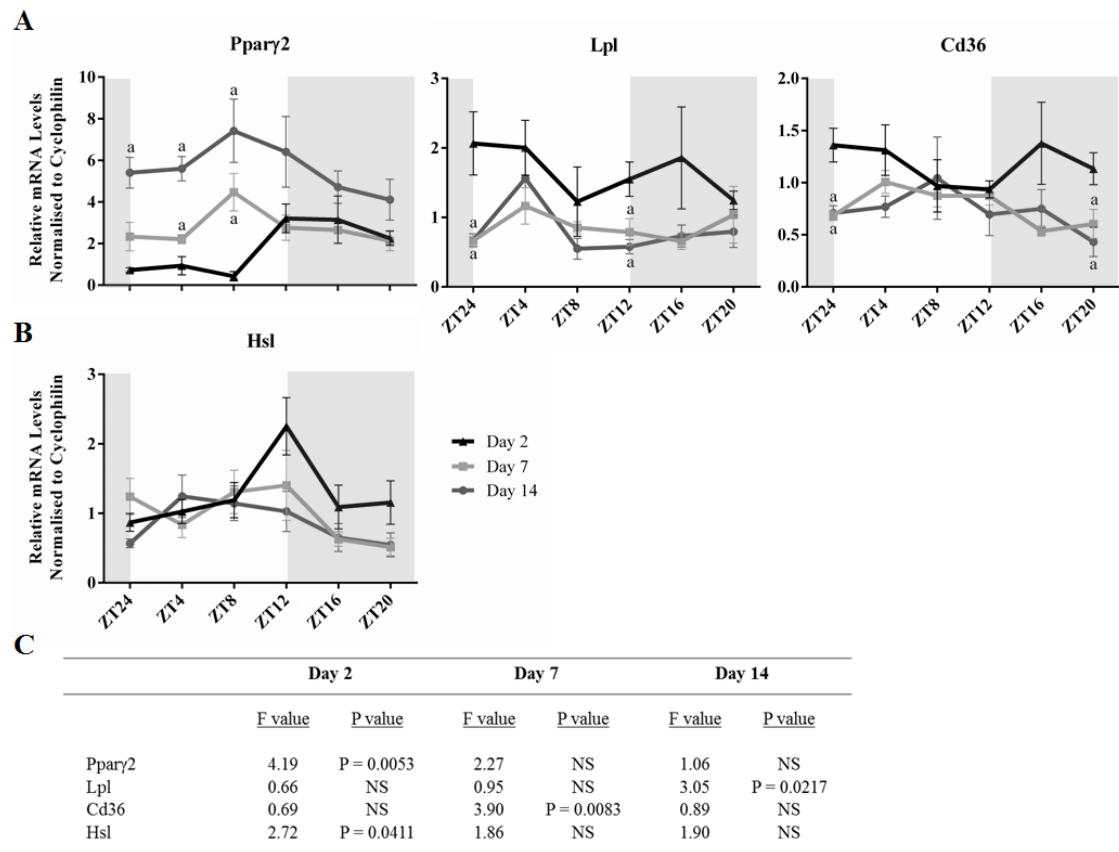 A
Pparγ2
Lpl
Cd36
Relative mRNA Levels
Normalised to Cyclophilin
10
8
6
4
2
0
a
a
a
a
a
3
2
1
0
a
a
a
a
ZT24
ZT4
ZT8
ZT12
ZT16
ZT20
2.0
1.5
1.0
0.5
0.0
a
a
a
a
ZT24
ZT4
ZT8
ZT12
ZT16
ZT20
B
Hsl
Relative mRNA Levels
Normalised to Cyclophilin
3
2
1
0
ZT24
ZT4
ZT8
ZT12
ZT16
ZT20
Day 2
Day 7
Day 14
C
Day 2 Day 7 Day 14
F value P value F value P value F value P value
Pparγ2 4.19 P = 0.0053 2.27 NS 1.06 NS
Lpl 0.66 NS 0.95 NS 3.05 P = 0.0217
Cd36 0.69 NS 3.90 P = 0.0083 0.89 NS
Hsl 2.72 P = 0.0411 1.86 NS 1.90 NS